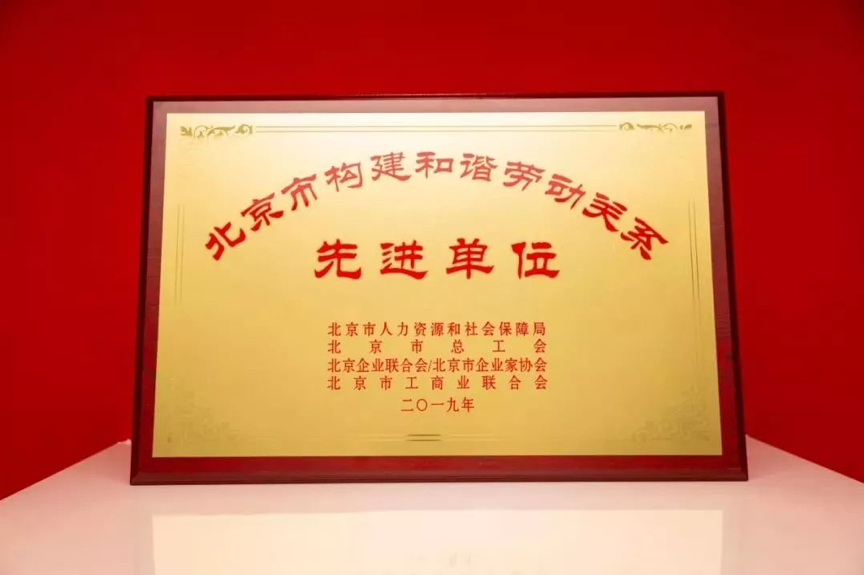 北京市构建和谐劳动关系
先进单位
北京市人力资源和社会保障局
北京市总工会
北京企业联合会/北京市企业家协会
北京市工商业联合会
二〇一九年